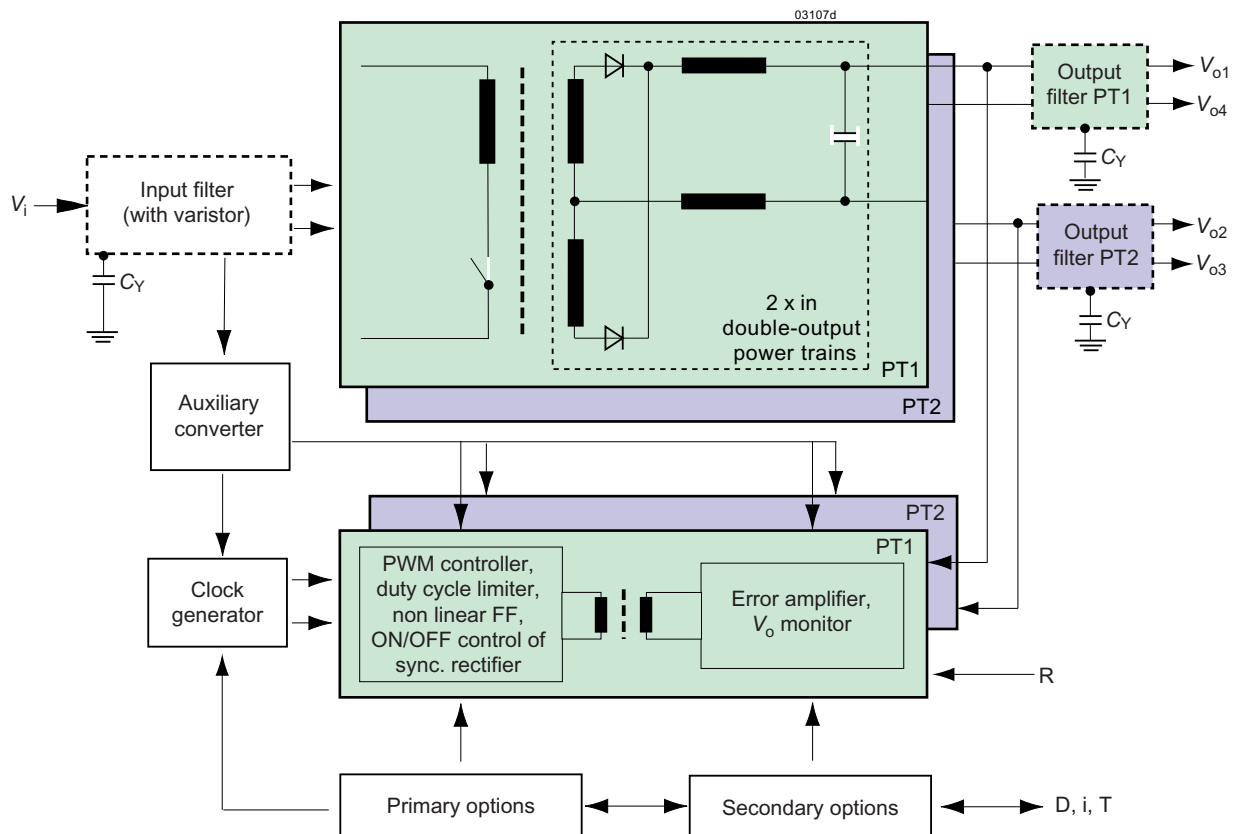 03107d
Output
filter PT1
Vo1
Vo4
CY
Input filter
(with varistor)
Vi
CY
Output
filter PT2
Vo2
Vo3
CY
2 x in
double-output
power trains
PT1
PT2
Auxiliary
converter
PT2
PT1
Clock
generator
PWM controller,
duty cycle limiter,
non linear FF,
ON/OFF control of
sync. rectifier
Error amplifier,
Vo monitor
R
Primary options
Secondary options
D, i, T